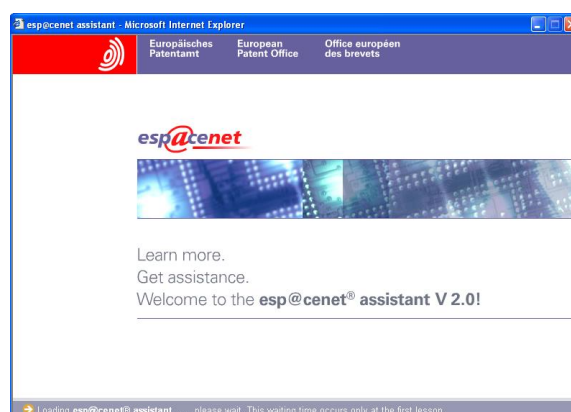 esp@cenet assistant - Microsoft Internet Explorer
Europäisches European Office européen
Patentamt Patent Office des brevets
esp@cenet
Learn more.
Get assistance.
Welcome to the esp@cenet® assistant V 2.0!
Loading esp@cenet® assistant ... please wait. This waiting time occurs only at the first lesson.